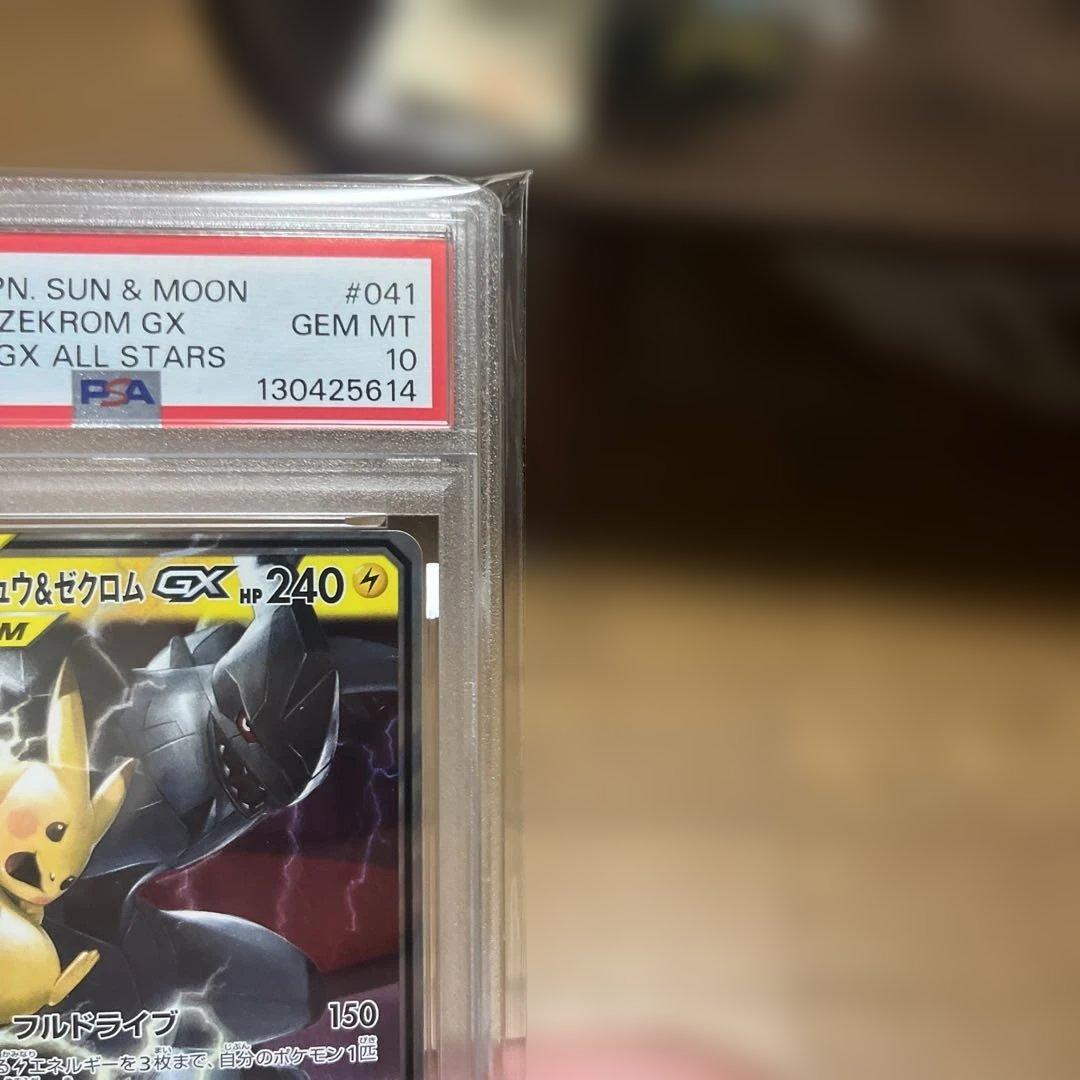 PN. SUN & MOON #041
ZEKROM GX GEM MT
GX ALL STARS 10
PSA 130425614
ュウ&ゼクロム GX HP 240
M
フルドライブ 150
エネルギーを3枚まで、自分のポケモン1匹